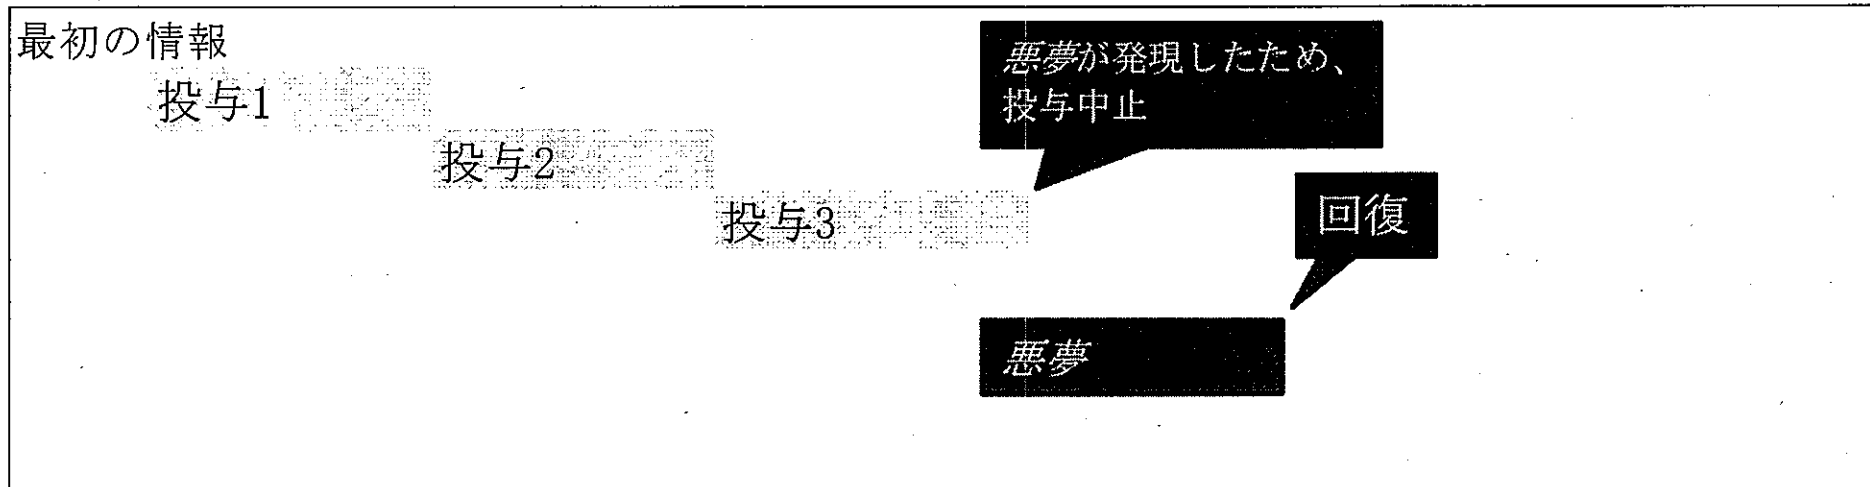 最初の情報
投与1
投与2
投与3
悪夢が発現したため、
投与中止
回復
悪夢